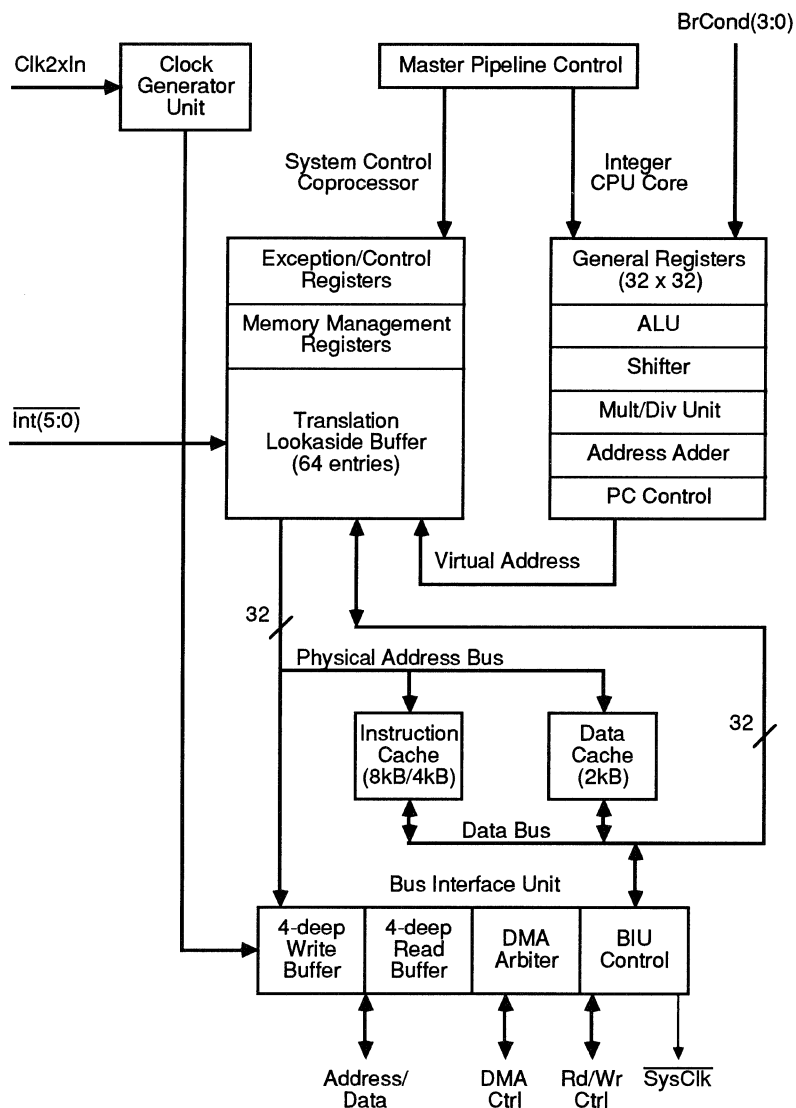 BrCond(3:0)
Clk2xIn
Clock
Generator
Unit
Master Pipeline Control
System Control
Coprocessor
Integer
CPU Core
Exception/Control
Registers
Memory Management
Registers
Translation
Lookaside Buffer
(64 entries)
General Registers
(32 x 32)
ALU
Shifter
Mult/Div Unit
Address Adder
PC Control
Int(5:0)
Virtual Address
32
Physical Address Bus
Instruction
Cache
(8kB/4kB)
Data
Cache
(2kB)
32
Data Bus
Bus Interface Unit
4-deep
Write
Buffer
4-deep
Read
Buffer
DMA
Arbiter
BIU
Control
Address/
Data
DMA
Ctrl
Rd/Wr
Ctrl
SysClk